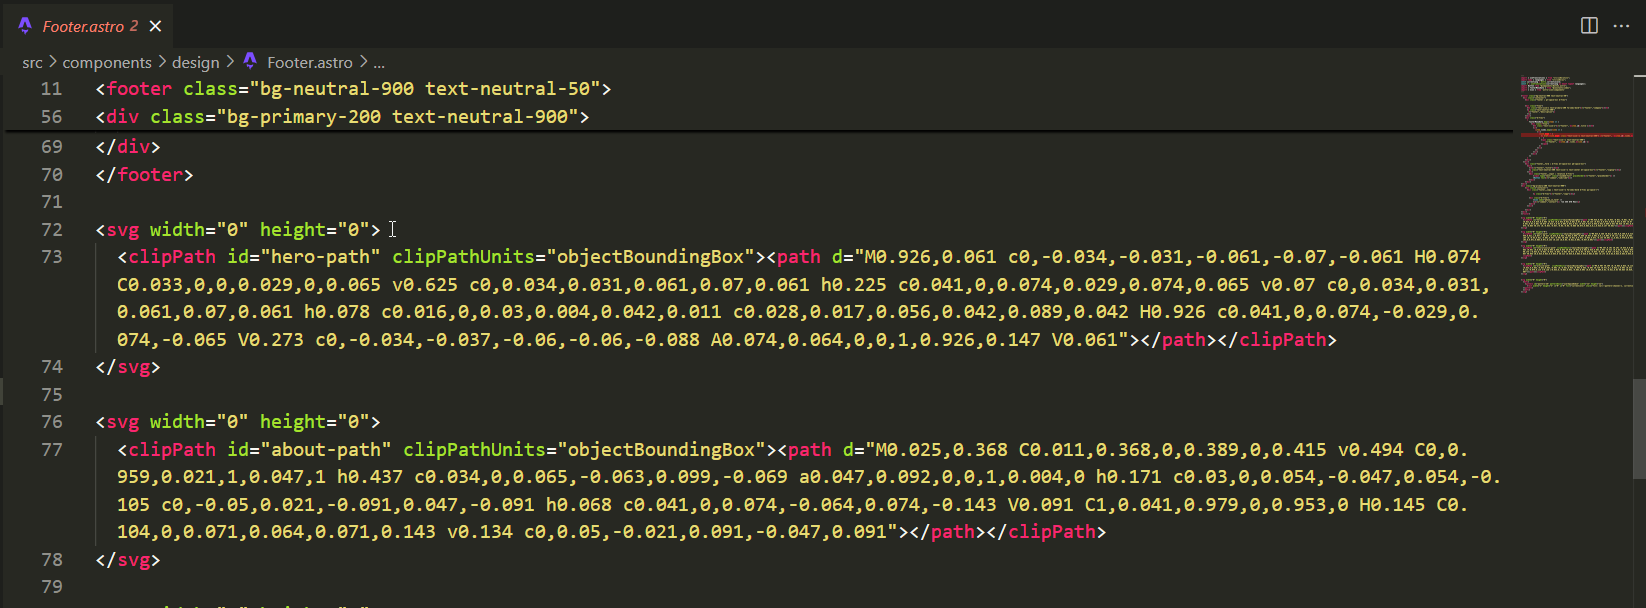 Footer.astro 2
src > components > design > Footer.astro > ...
11 <footer class="bg-neutral-900 text-neutral-50">
56 <div class="bg-primary-200 text-neutral-900">
69 </div>
70 </footer>
71
72 <svg width="0" height="0">
73 <clipPath id="hero-path" clipPathUnits="objectBoundingBox"><path d="M0.926,0.061 c0,-0.034,-0.031,-0.061,-0.07,-0.061 H0.074
C0.033,0,0,0.029,0,0.065 v0.625 c0,0.034,0.031,0.061,0.07,0.061 h0.225 c0.041,0,0.074,0.029,0.074,0.065 v0.07 c0,0.034,0.031,
0.061,0.07,0.061 h0.078 c0.016,0,0.03,0.004,0.042,0.011 c0.028,0.017,0.056,0.042,0.089,0.042 H0.926 c0.041,0,0.074,-0.029,0.
074,-0.065 V0.273 c0,-0.034,-0.037,-0.06,-0.06,-0.088 A0.074,0.064,0,0,1,0.926,0.147 V0.061"></path></clipPath>
74 </svg>
75
76 <svg width="0" height="0">
77 <clipPath id="about-path" clipPathUnits="objectBoundingBox"><path d="M0.025,0.368 C0.011,0.368,0,0.389,0,0.415 v0.494 C0,0.
959,0.021,1,0.047,1 h0.437 c0.034,0,0.065,-0.063,0.099,-0.069 a0.047,0.092,0,0,1,0.004,0 h0.171 c0.03,0,0.054,-0.047,0.054,-0.
105 c0,-0.05,0.021,-0.091,0.047,-0.091 h0.068 c0.041,0,0.074,-0.064,0.074,-0.143 V0.091 C1,0.041,0.979,0,0.953,0 H0.145 C0.
104,0,0.071,0.064,0.071,0.143 v0.134 c0,0.05,-0.021,0.091,-0.047,0.091"></path></clipPath>
78 </svg>
79